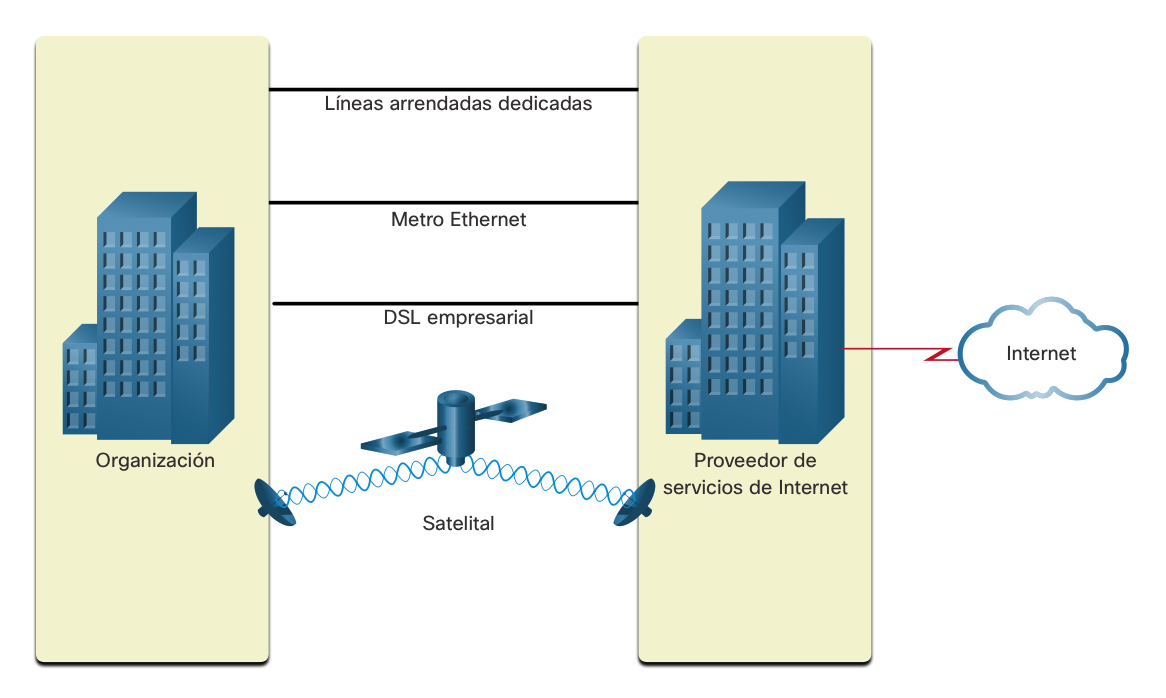 Líneas arrendadas dedicadas
Metro Ethernet
DSL empresarial
Internet
Organización
Proveedor de
servicios de Internet
Satelital